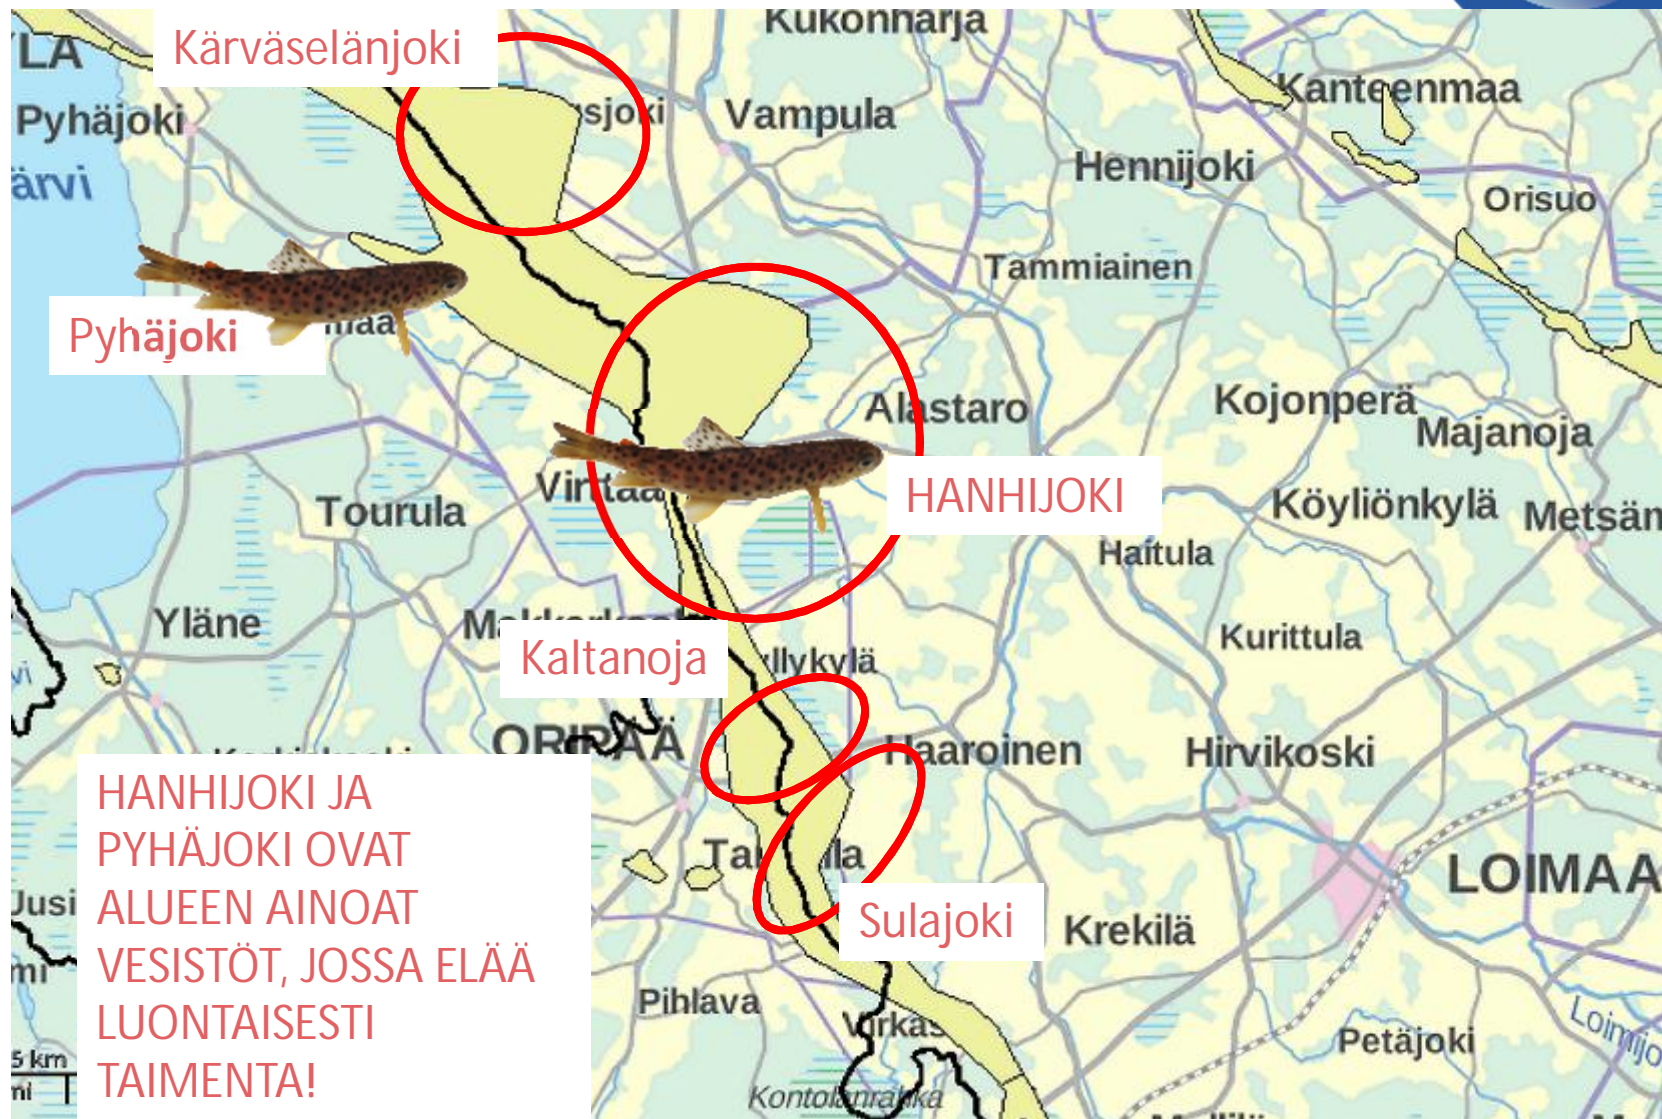 Kukonharja
Kärväselänjoki
Kanteenmaa
Pyhäjoki
Vampula
Hennijoki
Orisuo
Tammiainen
Pyhäjoki
Alastaro
Kojonperä
Majanoja
Tourula
HANHIJOKI
Köyliönkylä
Haitula
Yläne
Kurittula
Kaltanoja
ORIPÄÄ
Haaroinen
Hirvikoski
HANHIJOKI JA
PYHÄJOKI OVAT
ALUEEN AINOAT
VESISTÖT, JOSSA ELÄÄ
LUONTAISESTI
TAIMENTA!
LOIMAA
Sulajoki
Krekilä
Pihlava
Petäjoki
5 km
Kontolanrahka